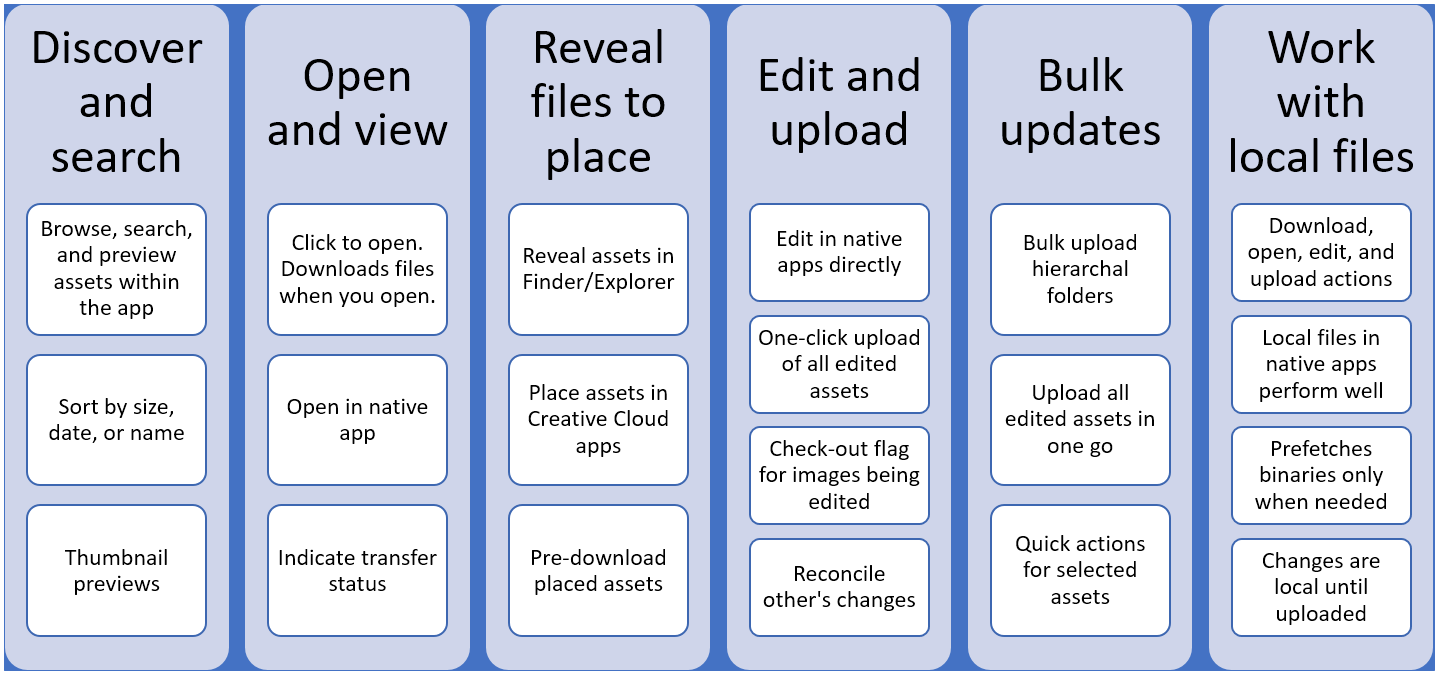 Discover
and
search
Browse, search,
and preview
assets within
the app
Sort by size,
date, or name
Thumbnail
previews
Open
and view
Click to open.
Downloads files
when you open.
Open in native
app
Indicate transfer
status
Reveal
files to
place
Reveal assets in
Finder/Explorer
Place assets in
Creative Cloud
apps
Pre-download
placed assets
Edit and
upload
Edit in native
apps directly
One-click upload
of all edited
assets
Check-out flag
for images being
edited
Reconcile
other's changes
Bulk
updates
Bulk upload
hierarchal
folders
Upload all
edited assets in
one go
Quick actions
for selected
assets
Work
with
local files
Download,
open, edit, and
upload actions
Local files in
native apps
perform well
Prefetches
binaries only
when needed
Changes are
local until
uploaded